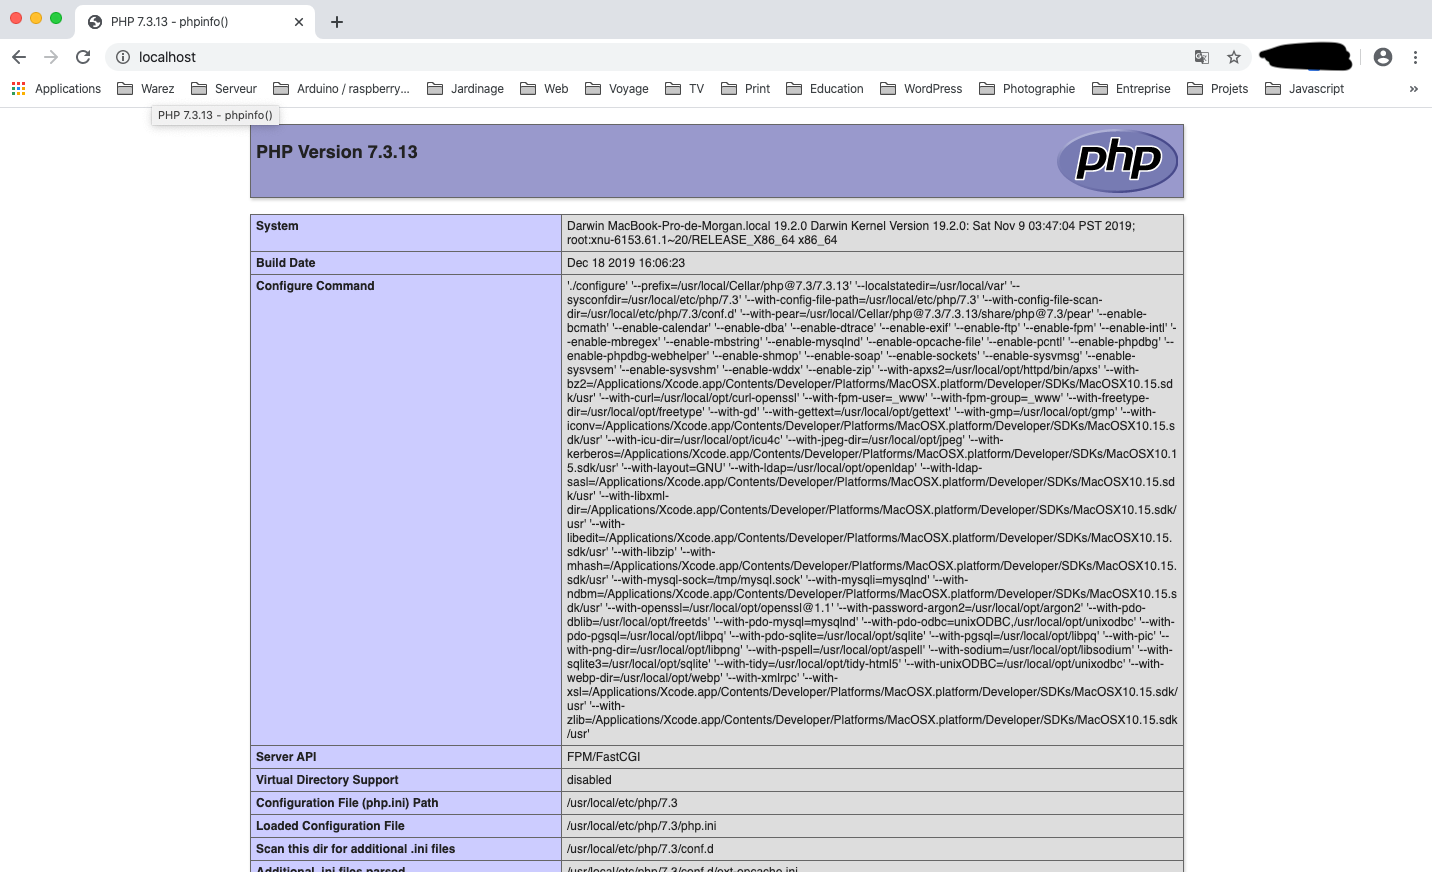 PHP 7.3.13 - phpinfo()
localhost
Applications Warez Serveur Arduino / raspberry... Jardinage Web Voyage TV Print Education WordPress Photographie Entreprise Projets Javascript »
PHP 7.3.13 - phpinfo()
PHP Version 7.3.13
php
System
Darwin MacBook-Pro-de-Morgan.local 19.2.0 Darwin Kernel Version 19.2.0: Sat Nov 9 03:47:04 PST 2019;
root:xnu-6153.61.1~20/RELEASE_X86_64 x86_64
Build Date
Dec 18 2019 16:06:23
Configure Command
'./configure' '--prefix=/usr/local/Cellar/php@7.3/7.3.13' '--localstatedir=/usr/local/var' '--
sysconfdir=/usr/local/etc/php/7.3' '--with-config-file-path=/usr/local/etc/php/7.3' '--with-config-file-scan-
dir=/usr/local/etc/php/7.3/conf.d' '--with-pear=/usr/local/Cellar/php@7.3/7.3.13/share/php@7.3/pear' '--enable-
bcmath' '--enable-calendar' '--enable-dba' '--enable-dtrace' '--enable-exif' '--enable-ftp' '--enable-fpm' '--enable-intl' '-
-enable-mbregex' '--enable-mbstring' '--enable-mysqlnd' '--enable-opcache-file' '--enable-pcntl' '--enable-phpdbg' '--
enable-phpdbg-webhelper' '--enable-shmop' '--enable-soap' '--enable-sockets' '--enable-sysvmsg' '--enable-
sysvsem' '--enable-sysvshm' '--enable-wddx' '--enable-zip' '--with-apxs2=/usr/local/opt/httpd/bin/apxs' '--with-
bz2=/Applications/Xcode.app/Contents/Developer/Platforms/MacOSX.platform/Developer/SDKs/MacOSX10.15.sd
k/usr' '--with-curl=/usr/local/opt/curl-openssl' '--with-fpm-user=_www' '--with-fpm-group=_www' '--with-freetype-
dir=/usr/local/opt/freetype' '--with-gd' '--with-gettext=/usr/local/opt/gettext' '--with-gmp=/usr/local/opt/gmp' '--with-
iconv=/Applications/Xcode.app/Contents/Developer/Platforms/MacOSX.platform/Developer/SDKs/MacOSX10.15.s
dk/usr' '--with-icu-dir=/usr/local/opt/icu4c' '--with-jpeg-dir=/usr/local/opt/jpeg' '--with-
kerberos=/Applications/Xcode.app/Contents/Developer/Platforms/MacOSX.platform/Developer/SDKs/MacOSX10.1
5.sdk/usr' '--with-layout=GNU' '--with-ldap=/usr/local/opt/openldap' '--with-ldap-
sasl=/Applications/Xcode.app/Contents/Developer/Platforms/MacOSX.platform/Developer/SDKs/MacOSX10.15.sd
k/usr' '--with-libxml-
dir=/Applications/Xcode.app/Contents/Developer/Platforms/MacOSX.platform/Developer/SDKs/MacOSX10.15.sdk/
usr' '--with-
libedit=/Applications/Xcode.app/Contents/Developer/Platforms/MacOSX.platform/Developer/SDKs/MacOSX10.15.
sdk/usr' '--with-libzip' '--with-
mhash=/Applications/Xcode.app/Contents/Developer/Platforms/MacOSX.platform/Developer/SDKs/MacOSX10.15.
sdk/usr' '--with-mysql-sock=/tmp/mysql.sock' '--with-mysqli=mysqlnd' '--with-
ndbm=/Applications/Xcode.app/Contents/Developer/Platforms/MacOSX.platform/Developer/SDKs/MacOSX10.15.s
dk/usr' '--with-openssl=/usr/local/opt/openssl@1.1' '--with-password-argon2=/usr/local/opt/argon2' '--with-pdo-
dblib=/usr/local/opt/freetds' '--with-pdo-mysql=mysqlnd' '--with-pdo-odbc=unixODBC,/usr/local/opt/unixodbc' '--with-
pdo-pgsql=/usr/local/opt/libpq' '--with-pdo-sqlite=/usr/local/opt/sqlite' '--with-pgsql=/usr/local/opt/libpq' '--with-pic' '--
with-png-dir=/usr/local/opt/libpng' '--with-pspell=/usr/local/opt/aspell' '--with-sodium=/usr/local/opt/libsodium' '--with-
sqlite3=/usr/local/opt/sqlite' '--with-tidy=/usr/local/opt/tidy-html5' '--with-unixODBC=/usr/local/opt/unixodbc' '--with-
webp-dir=/usr/local/opt/webp' '--with-xmlrpc' '--with-
xsl=/Applications/Xcode.app/Contents/Developer/Platforms/MacOSX.platform/Developer/SDKs/MacOSX10.15.sdk/
usr' '--with-
zlib=/Applications/Xcode.app/Contents/Developer/Platforms/MacOSX.platform/Developer/SDKs/MacOSX10.15.sdk
/usr'
Server API
FPM/FastCGI
Virtual Directory Support
disabled
Configuration File (php.ini) Path
/usr/local/etc/php/7.3
Loaded Configuration File
/usr/local/etc/php/7.3/php.ini
Scan this dir for additional .ini files
/usr/local/etc/php/7.3/conf.d
Additional .ini files parsed
/usr/local/etc/php/7.3/conf.d/ext-opcache.ini